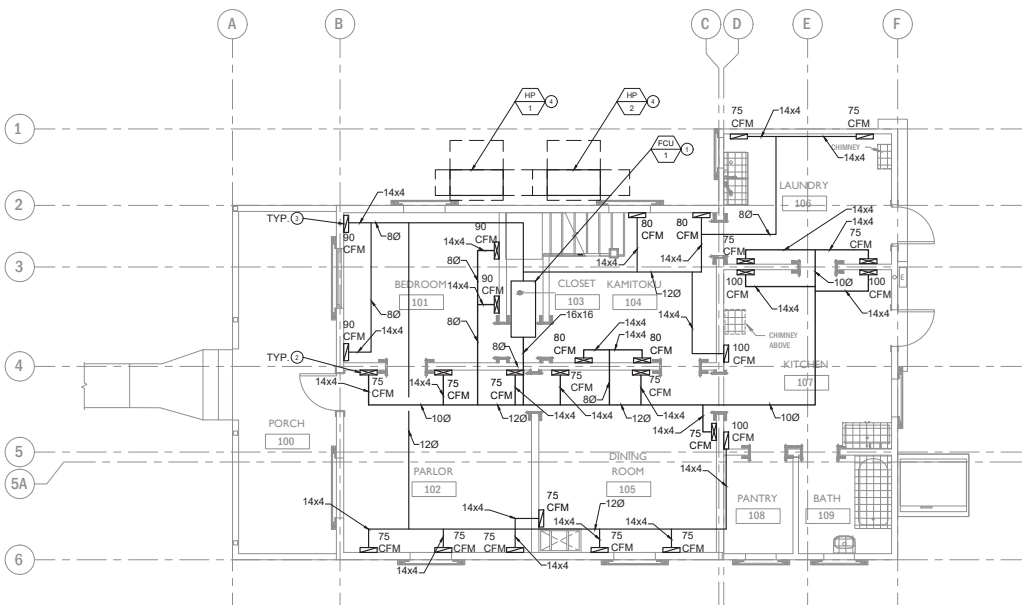 A
B
C
D
E
F
HP
1
4
HP
2
4
FCU
1
1
1
75
CFM
14x4
75
CFM
CHIMNEY
14x4
LAUNDRY
106
2
14x4
14x4
TYP. 3
8Ø
90
CFM
90
CFM
14x4
80
CFM
80
CFM
14x4
8Ø
14x4
75
CFM
75
CFM
3
8Ø
90
CFM
14x4
BEDROOM
101
CLOSET
103
KAMITOKU
104
12Ø
100
CFM
10Ø
100
CFM
E
14x4
14x4
8Ø
16x16
14x4
14x4
14x4
CHIMNEY
ABOVE
90
CFM
14x4
8Ø
80
CFM
80
CFM
100
CFM
4
TYP. 2
8Ø
KITCHEN
107
14x4
75
CFM
75
CFM
75
CFM
14x4
14x4
8Ø
75
CFM
14x4
10Ø
12Ø
12Ø
10Ø
PORCH
100
12Ø
14x4
75
CFM
100
CFM
5
5A
PARLOR
102
DINING
ROOM
105
14x4
PANTRY
108
BATH
109
14x4
14x4
75
CFM
14x4
12Ø
14x4
75
CFM
75
CFM
75
CFM
75
CFM
75
CFM
6
14x4
14x4